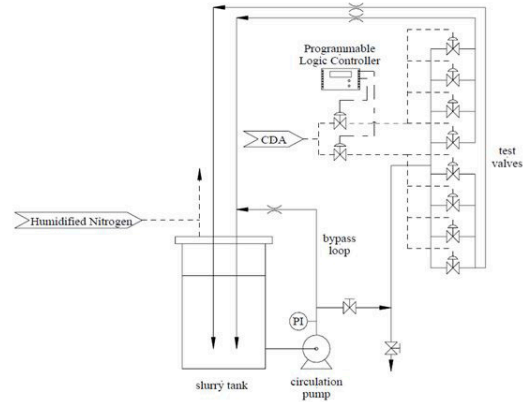 Programmable
Logic Controller
CDA
test
valves
Humidified Nitrogen
bypass
loop
PI
slurry tank
circulation
pump